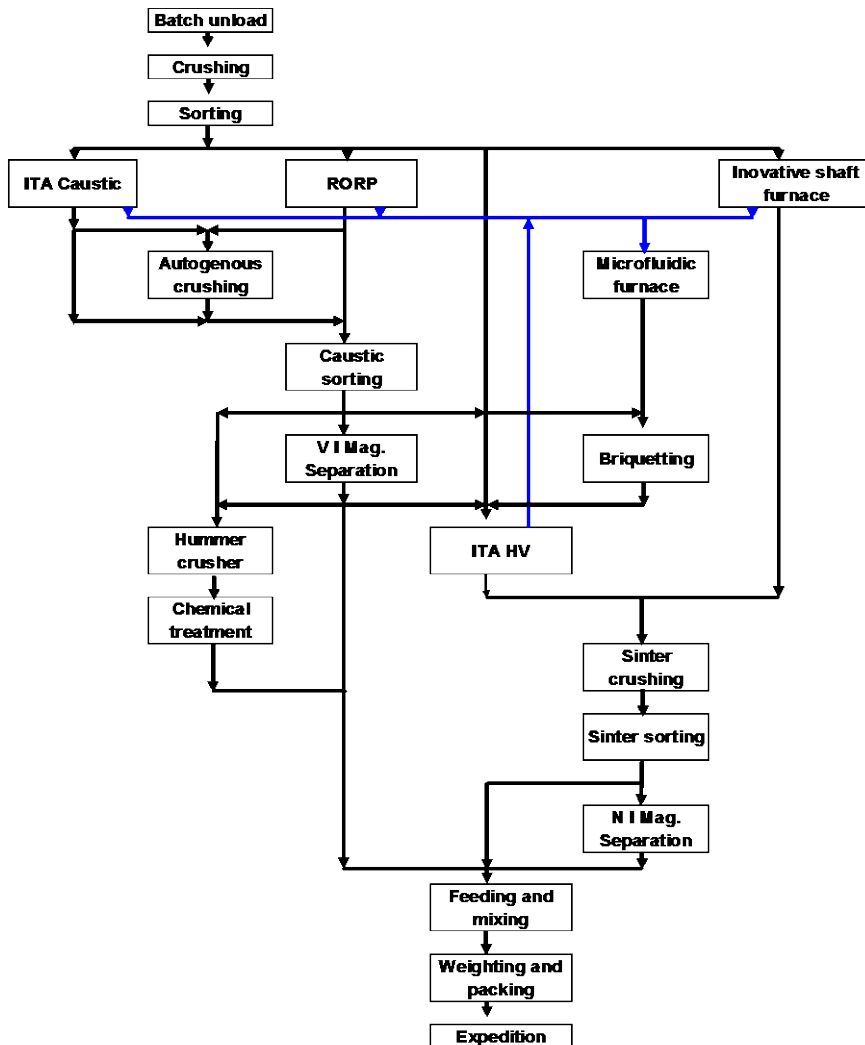 Batch unload
Crushing
Sorting
ITA Caustic
RORP
Inovative shaft
furnace
Autogenous
crushing
Microfluidic
furnace
Caustic
sorting
V I Mag.
Separation
Briquetting
Hummer
crusher
ITA HV
Chemical
treatment
Sinter
crushing
Sinter sorting
N I Mag.
Separation
Feeding and
mixing
Weighting and
packing
Expedition